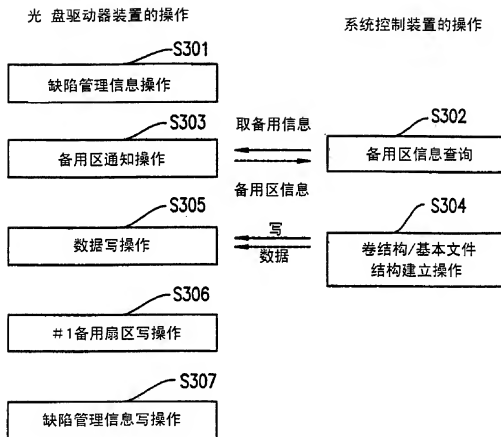 光 盘驱动器装置的操作
系统控制装置的操作
S301
缺陷管理信息操作
S303
备用区通知操作
取备用信息
备用区信息
S302
备用区信息查询
S305
数据写操作
写
数据
S304
卷结构/基本文件
结构建立操作
S306
#1备用扇区写操作
S307
缺陷管理信息写操作